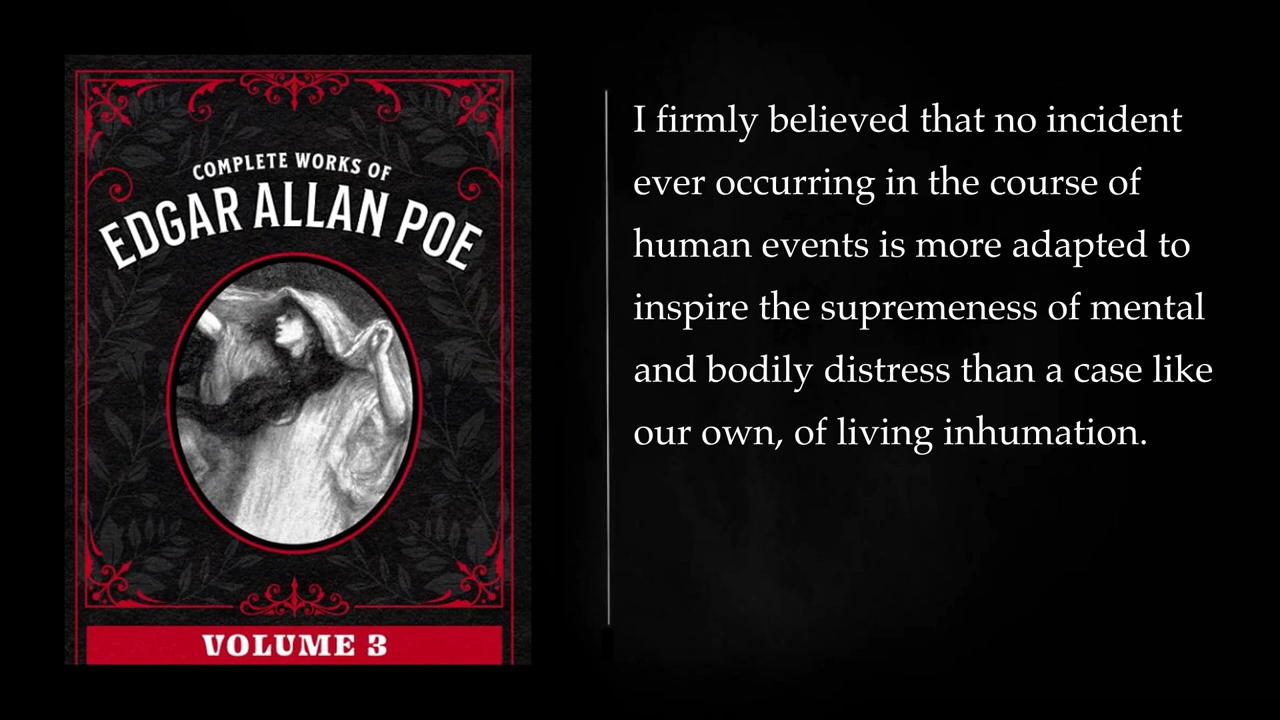 COMPLETE WORKS OF
EDGAR ALLAN POE
VOLUME 3
I firmly believed that no incident
ever occurring in the course of
human events is more adapted to
inspire the supremeness of mental
and bodily distress than a case like
our own, of living inhumation.